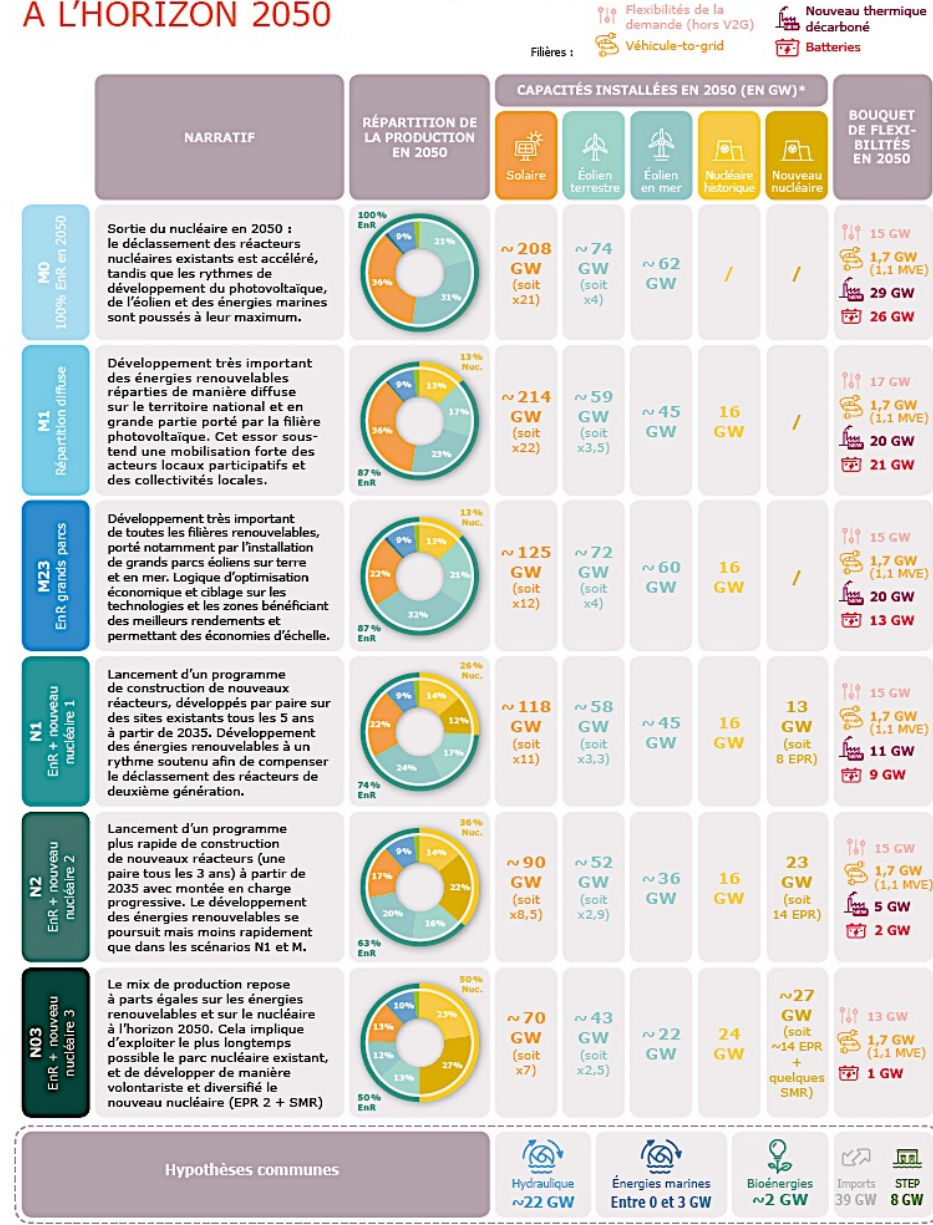 À L'HORIZON 2050
Filières :
Flexibilités de la
demande (hors V2G)
Véhicule-to-grid
Nouveau thermique
décarboné
Batteries
NARRATIF
RÉPARTITION DE
LA PRODUCTION
EN 2050
CAPACITÉS INSTALLÉES EN 2050 (EN GW)*
Solaire
Éolien
terrestre
Éolien
en mer
Nucléaire
historique
Nouveau
nucléaire
BOUQUET
DE FLEXI-
BILITÉS
EN 2050
M0
100% EnR en 2050
Sortie du nucléaire en 2050 :
le déclassement des réacteurs
nucléaires existants est accéléré,
tandis que les rythmes de
développement du photovoltaïque,
de l'éolien et des énergies marines
sont poussés à leur maximum.
100%
EnR
9%
21%
36%
31%
~208
GW
(soit
x21)
~74
GW
(soit
x4)
~62
GW
/
/
15 GW
1,7 GW
(1,1 MVE)
29 GW
26 GW
M1
Répartition diffuse
Développement très important
des énergies renouvelables
réparties de manière diffuse
sur le territoire national et en
grande partie porté par la filière
photovoltaïque. Cet essor sous-
tend une mobilisation forte des
acteurs locaux participatifs et
des collectivités locales.
13%
Nuc.
9%
13%
17%
36%
23%
87%
EnR
~214
GW
(soit
x22)
~59
GW
(soit
x3,5)
~45
GW
16
GW
/
17 GW
1,7 GW
(1,1 MVE)
20 GW
21 GW
M23
EnR grands parcs
Développement très important
de toutes les filières renouvelables,
porté notamment par l'installation
de grands parcs éoliens sur terre
et en mer. Logique d'optimisation
économique et ciblage sur les
technologies et les zones bénéficiant
des meilleurs rendements et
permettant des économies d'échelle.
13%
Nuc.
9%
13%
22%
21%
32%
87%
EnR
~125
GW
(soit
x12)
~72
GW
(soit
x4)
~60
GW
16
GW
/
15 GW
1,7 GW
(1,1 MVE)
20 GW
13 GW
N1
EnR + nouveau
nucléaire 1
Lancement d'un programme
de construction de nouveaux
réacteurs, développés par paire sur
des sites existants tous les 5 ans
à partir de 2035. Développement
des énergies renouvelables à un
rythme soutenu afin de compenser
le déclassement des réacteurs de
deuxième génération.
26%
Nuc.
9%
14%
22%
12%
17%
24%
74%
EnR
~118
GW
(soit
x11)
~58
GW
(soit
x3,3)
~45
GW
16
GW
13
GW
(soit
8 EPR)
15 GW
1,7 GW
(1,1 MVE)
11 GW
9 GW
N2
EnR + nouveau
nucléaire 2
Lancement d'un programme
plus rapide de construction
de nouveaux réacteurs (une
paire tous les 3 ans) à partir de
2035 avec montée en charge
progressive. Le développement
des énergies renouvelables se
poursuit mais moins rapidement
que dans les scénarios N1 et M.
36%
Nuc.
9%
14%
17%
22%
20%
16%
63%
EnR
~90
GW
(soit
x8,5)
~52
GW
(soit
x2,9)
~36
GW
16
GW
23
GW
(soit
14 EPR)
15 GW
1,7 GW
(1,1 MVE)
5 GW
2 GW
N03
EnR + nouveau
nucléaire 3
Le mix de production repose
à parts égales sur les énergies
renouvelables et sur le nucléaire
à l'horizon 2050. Cela implique
d'exploiter le plus longtemps
possible le parc nucléaire existant,
et de développer de manière
volontariste et diversifié le
nouveau nucléaire (EPR 2 + SMR)
50%
Nuc.
10%
23%
13%
12%
27%
13%
50%
EnR
~70
GW
(soit
x7)
~43
GW
(soit
x2,5)
~22
GW
24
GW
~27
GW
(soit
~14 EPR
+
quelques
SMR)
13 GW
1,7 GW
(1,1 MVE)
1 GW
Hypothèses communes
Hydraulique
~22 GW
Énergies marines
Entre 0 et 3 GW
Bioénergies
~2 GW
Imports
39 GW
STEP
8 GW